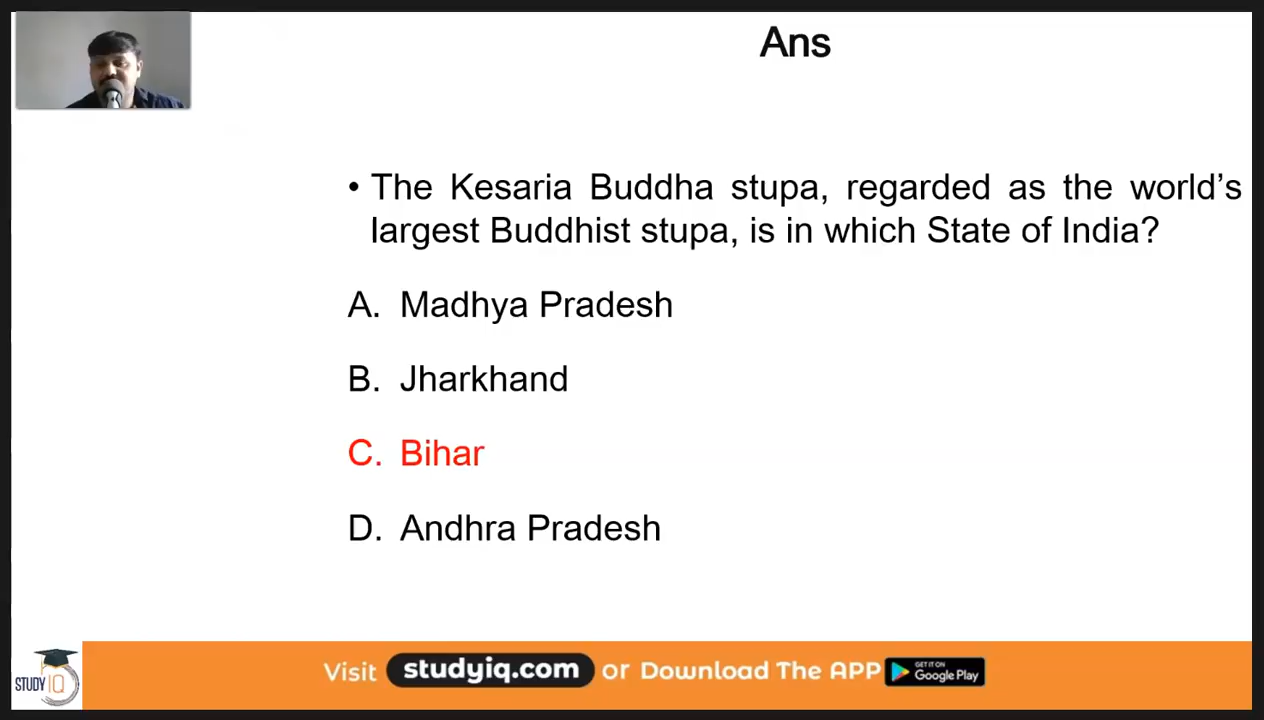 Ans
• The Kesaria Buddha stupa, regarded as the world’s
largest Buddhist stupa, is in which State of India?
A. Madhya Pradesh
B. Jharkhand
C. Bihar
D. Andhra Pradesh
STUDY IQ
Visit studyiq.com or Download The APP GET IT ON Google Play